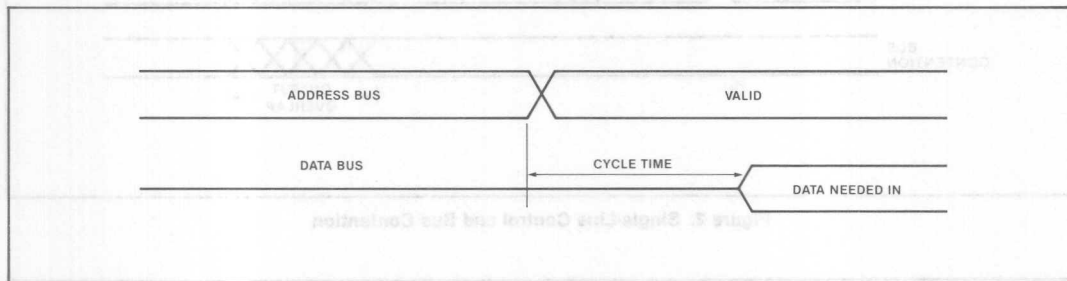 ADDRESS BUS
VALID
DATA BUS
CYCLE TIME
DATA NEEDED IN